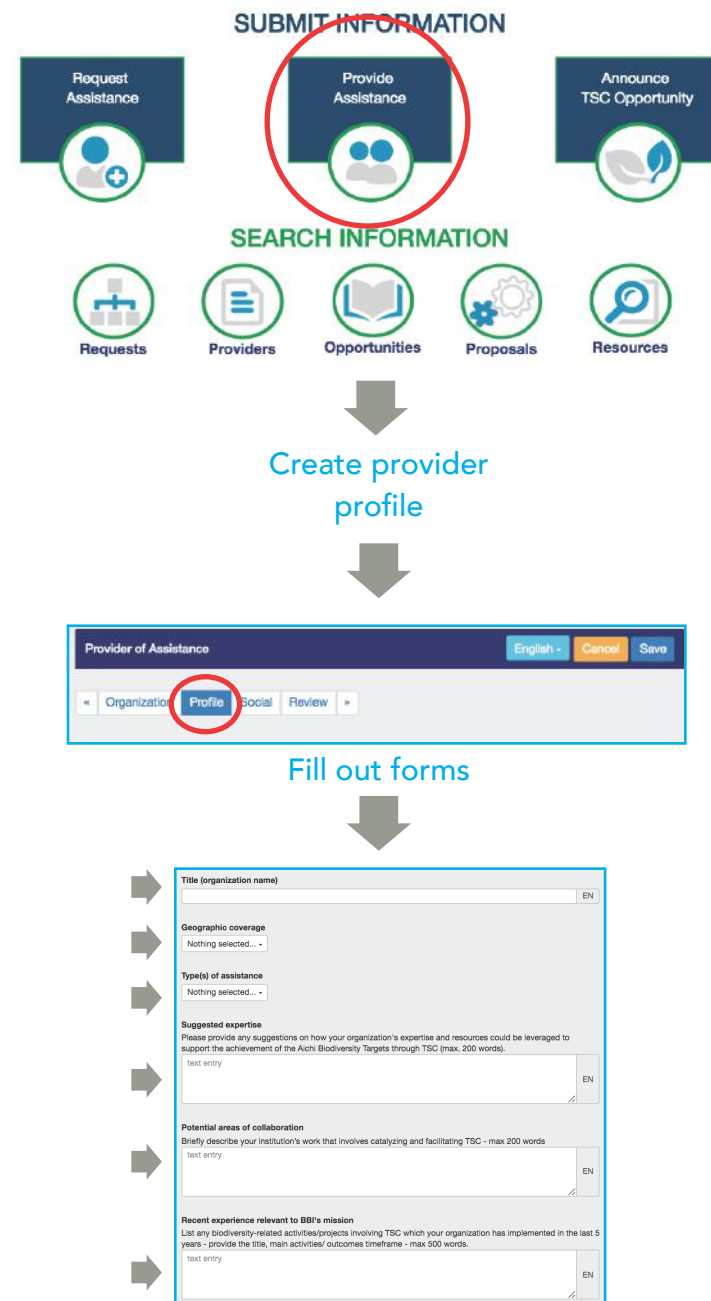 SUBMIT INFORMATION
Request
Assistance
Provide
Assistance
Announce
TSC Opportunity
SEARCH INFORMATION
Requests
Providers
Opportunities
Proposals
Resources
Create provider
profile
Provider of Assistance
English
Cancel
Save
« Organization Profile Social Review »
Fill out forms
Title (organization name)
EN
Geographic coverage
Nothing selected...
Type(s) of assistance
Nothing selected...
Suggested expertise
Please provide any suggestions on how your organization's expertise and resources could be leveraged to
support the achievement of the Aichi Biodiversity Targets through TSC (max. 200 words).
text entry
EN
Potential areas of collaboration
Briefly describe your institution's work that involves catalyzing and facilitating TSC - max 200 words
text entry
EN
Recent experience relevant to BBI's mission
List any biodiversity-related activities/projects involving TSC which your organization has implemented in the last 5
years - provide the title, main activities/ outcomes timeframe - max 500 words.
text entry
EN